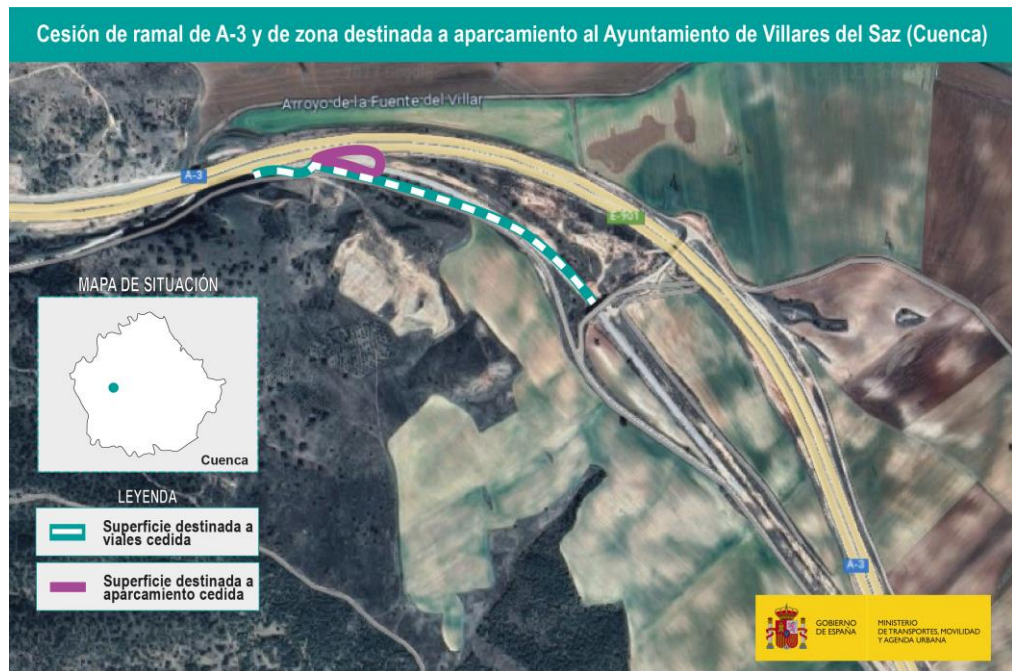 Cesión de ramal de A-3 y de zona destinada a aparcamiento al Ayuntamiento de Villares del Saz (Cuenca)
Arroyo de la Fuente del Villar
A-3
E-901
MAPA DE SITUACIÓN
Cuenca
LEYENDA
Superficie destinada a
viales cedida
Superficie destinada a
aparcamiento cedida
A-3
GOBIERNO
DE ESPAÑA
MINISTERIO
DE TRANSPORTES, MOVILIDAD
Y AGENDA URBANA